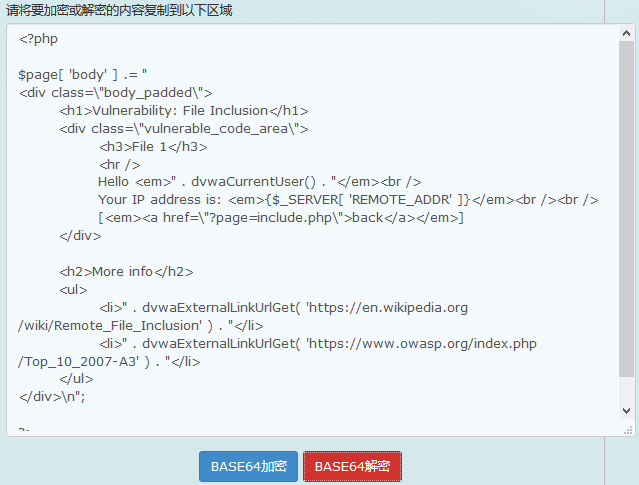 请将要加密或解密的内容复制到以下区域
<?php
$page[ 'body' ] .= "
<div class=\"body_padded\">
<h1>Vulnerability: File Inclusion</h1>
<div class=\"vulnerable_code_area\">
<h3>File 1</h3>
<hr />
Hello <em>" . dvwaCurrentUser() . "</em><br />
Your IP address is: <em>{$_SERVER[ 'REMOTE_ADDR' ]}</em><br /><br />
[<em><a href=\"?page=include.php\">back</a></em>]
</div>
<h2>More info</h2>
<ul>
<li>" . dvwaExternalLinkUrlGet( 'https://en.wikipedia.org
/wiki/Remote_File_Inclusion' ) . "</li>
<li>" . dvwaExternalLinkUrlGet( 'https://www.owasp.org/index.php
/Top_10_2007-A3' ) . "</li>
</ul>
</div>\n";
?>
BASE64加密 BASE64解密